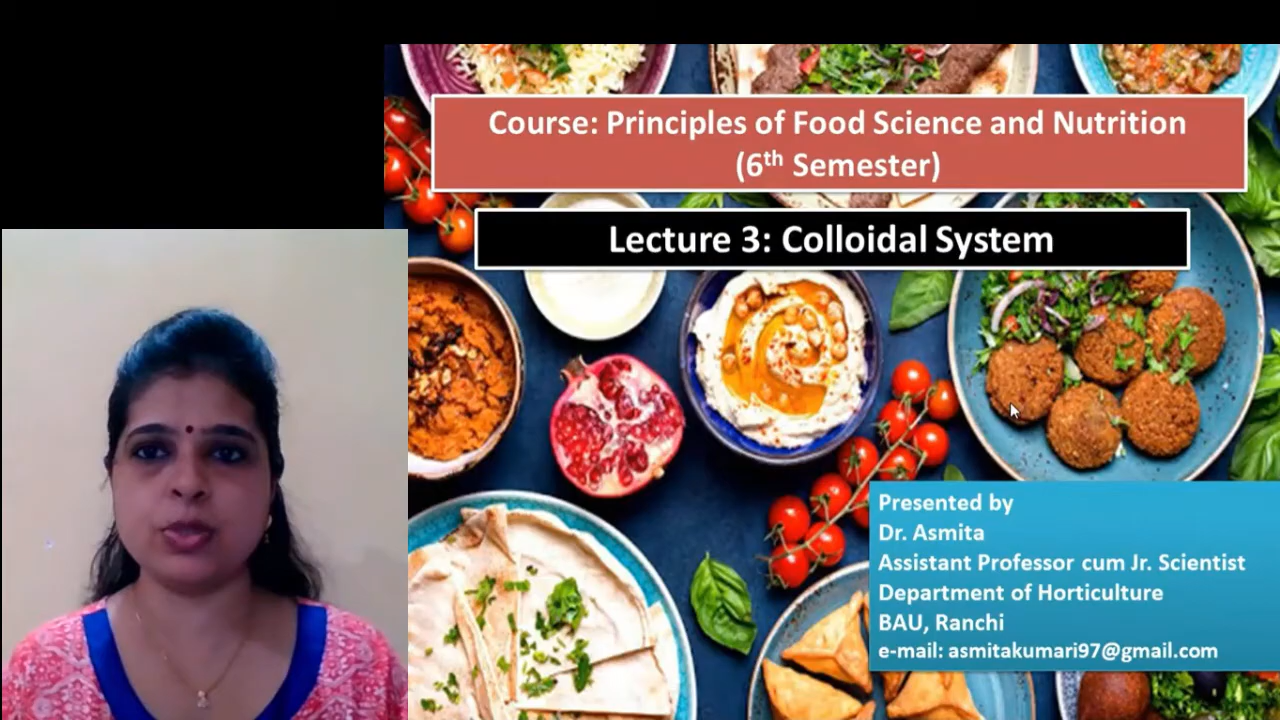 Course: Principles of Food Science and Nutrition
(6th Semester)
Lecture 3: Colloidal System
Presented by
Dr. Asmita
Assistant Professor cum Jr. Scientist
Department of Horticulture
BAU, Ranchi
e-mail: asmitakumari97@gmail.com